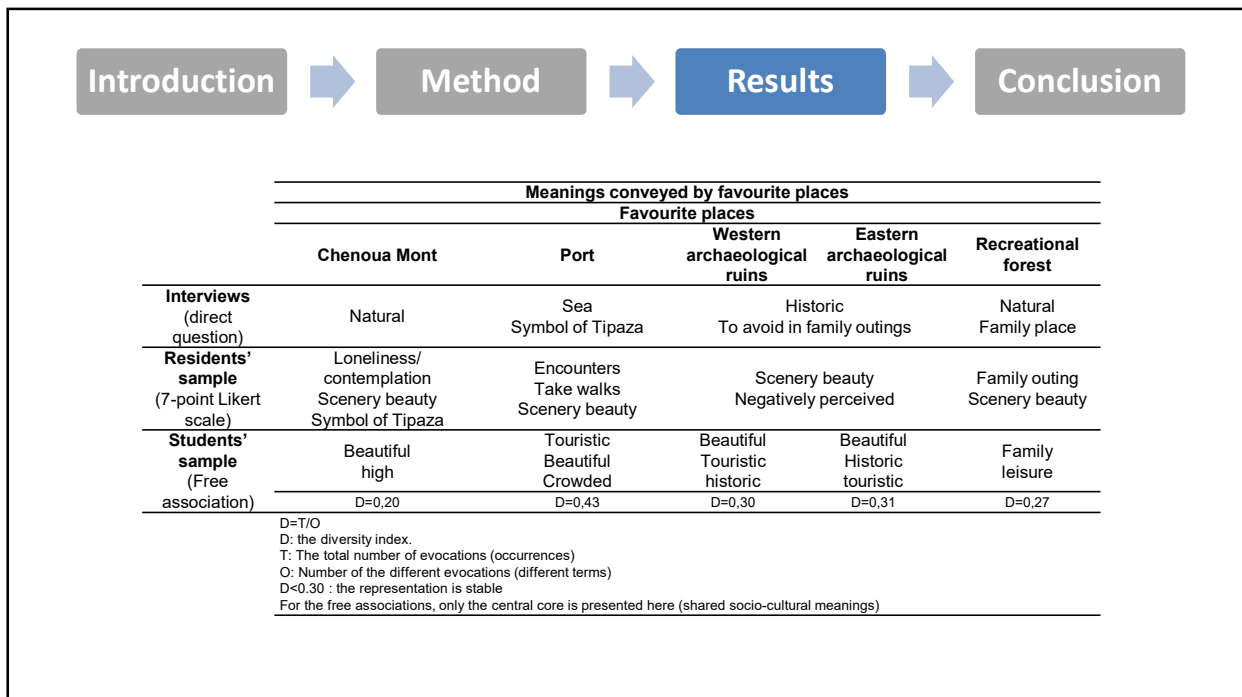 Introduction
Method
Results
Conclusion
Meanings conveyed by favourite places
Favourite places
Chenoua Mont
Port
Western
archaeological
ruins
Eastern
archaeological
ruins
Recreational
forest
Interviews
(direct
question)
Natural
Sea
Symbol of Tipaza
Historic
To avoid in family outings
Natural
Family place
Residents'
sample
(7-point Likert
scale)
Loneliness/
contemplation
Scenery beauty
Symbol of Tipaza
Encounters
Take walks
Scenery beauty
Scenery beauty
Negatively perceived
Family outing
Scenery beauty
Students'
sample
(Free
association)
Beautiful
high
Touristic
Beautiful
Crowded
Beautiful
Touristic
historic
Beautiful
Historic
touristic
Family
leisure
D=0,20
D=0,43
D=0,30
D=0,31
D=0,27
D=T/O
D: the diversity index.
T: The total number of evocations (occurrences)
O: Number of the different evocations (different terms)
D<0.30 : the representation is stable
For the free associations, only the central core is presented here (shared socio-cultural meanings)